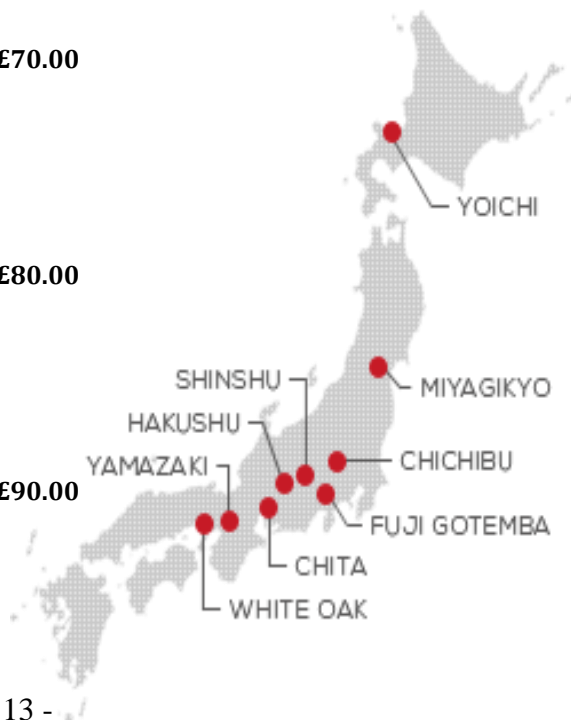 £70.00
YOICHI
£80.00
SHINSHU
MIYAGIKYO
HAKUSHU
YAMAZAKI
CHICHIBU
£90.00
FUJI GOTEMBA
CHITA
WHITE OAK
13 -